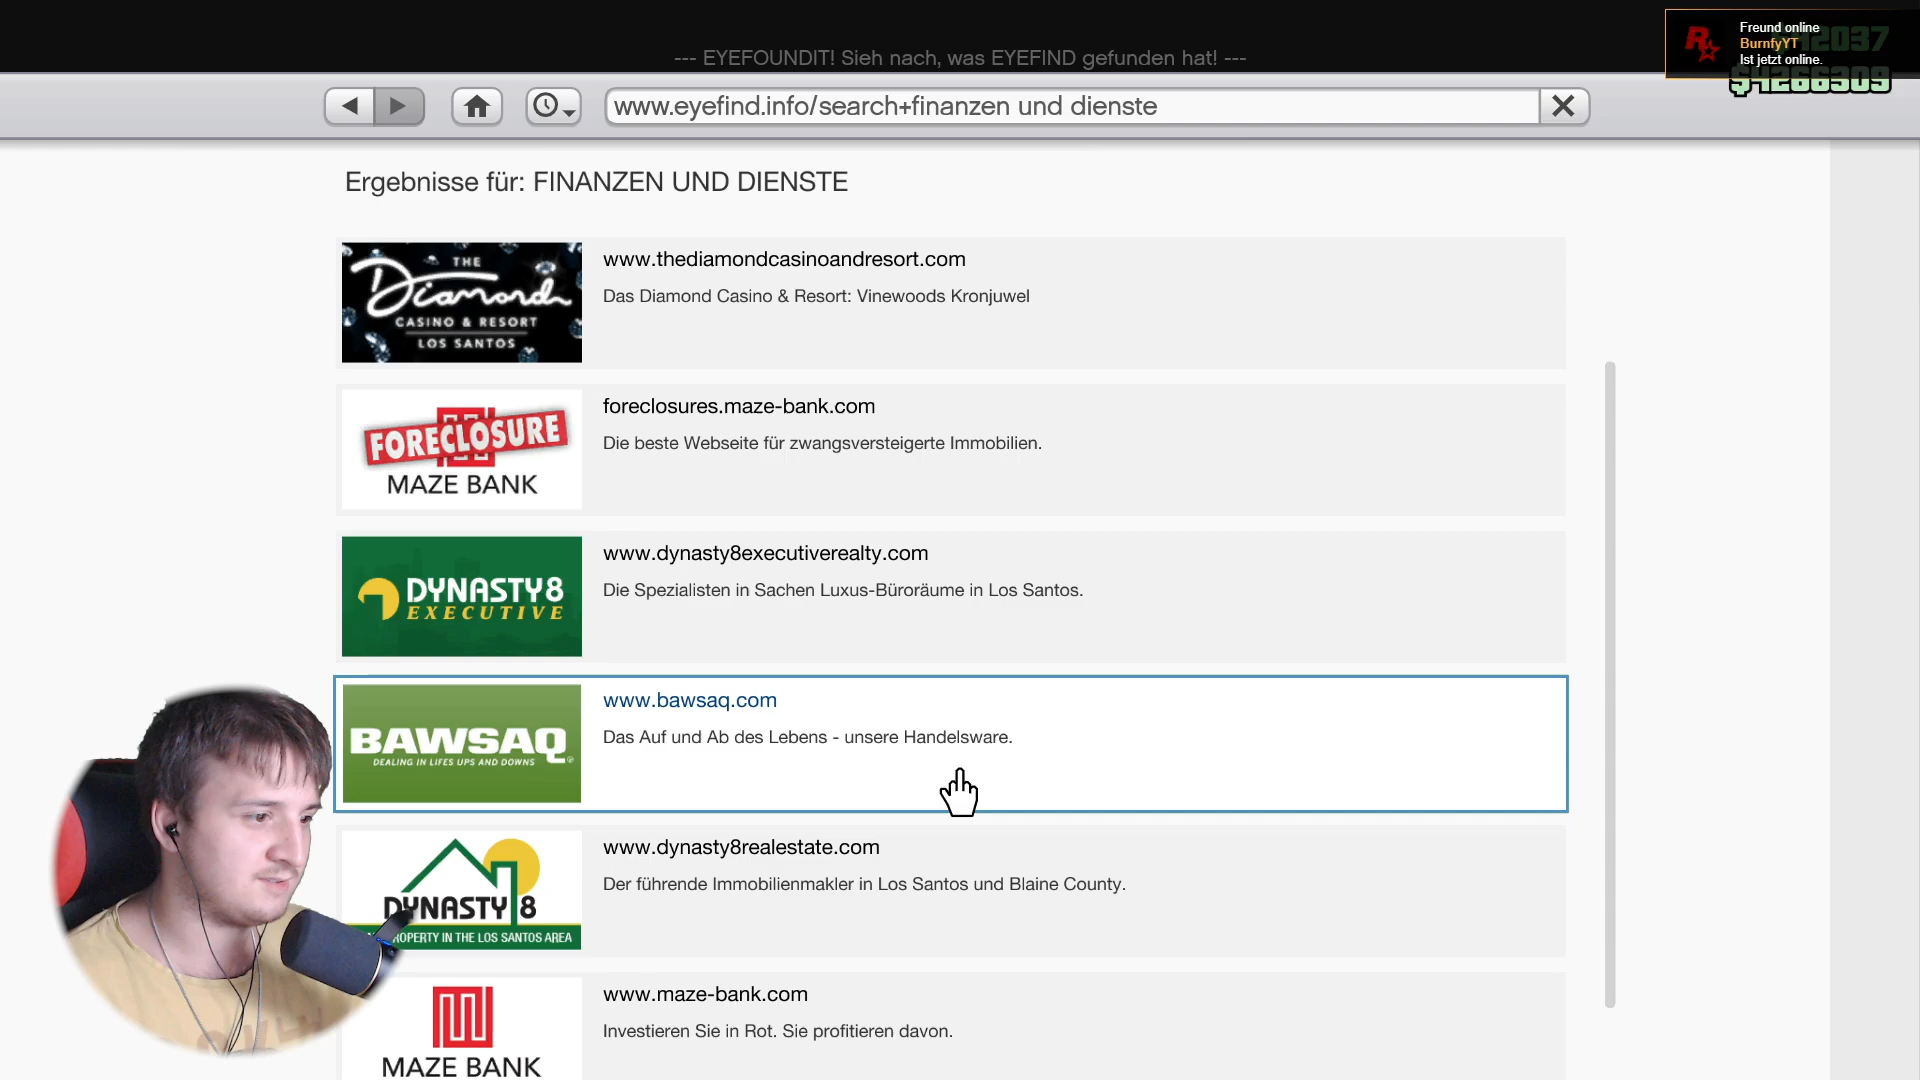 --- EYEFOUNDIT! Sieh nach, was EYEFIND gefunden hat! ---
Freund online
BurnfyYT
Ist jetzt online.
$4266309
www.eyefind.info/search+finanzen und dienste
Ergebnisse für: FINANZEN UND DIENSTE
THE
Diamond
CASINO & RESORT
LOS SANTOS
www.thediamondcasinoandresort.com
Das Diamond Casino & Resort: Vinewoods Kronjuwel
FORECLOSURE
MAZE BANK
foreclosures.maze-bank.com
Die beste Webseite für zwangsversteigerte Immobilien.
DYNASTY8
EXECUTIVE
www.dynasty8executiverealty.com
Die Spezialisten in Sachen Luxus-Büroräume in Los Santos.
BAWSAQ
DEALING IN LIFES UPS AND DOWNS
www.bawsaq.com
Das Auf und Ab des Lebens - unsere Handelsware.
DYNASTY 8
PROPERTY IN THE LOS SANTOS AREA
www.dynasty8realestate.com
Der führende Immobilienmakler in Los Santos und Blaine County.
MAZE BANK
www.maze-bank.com
Investieren Sie in Rot. Sie profitieren davon.